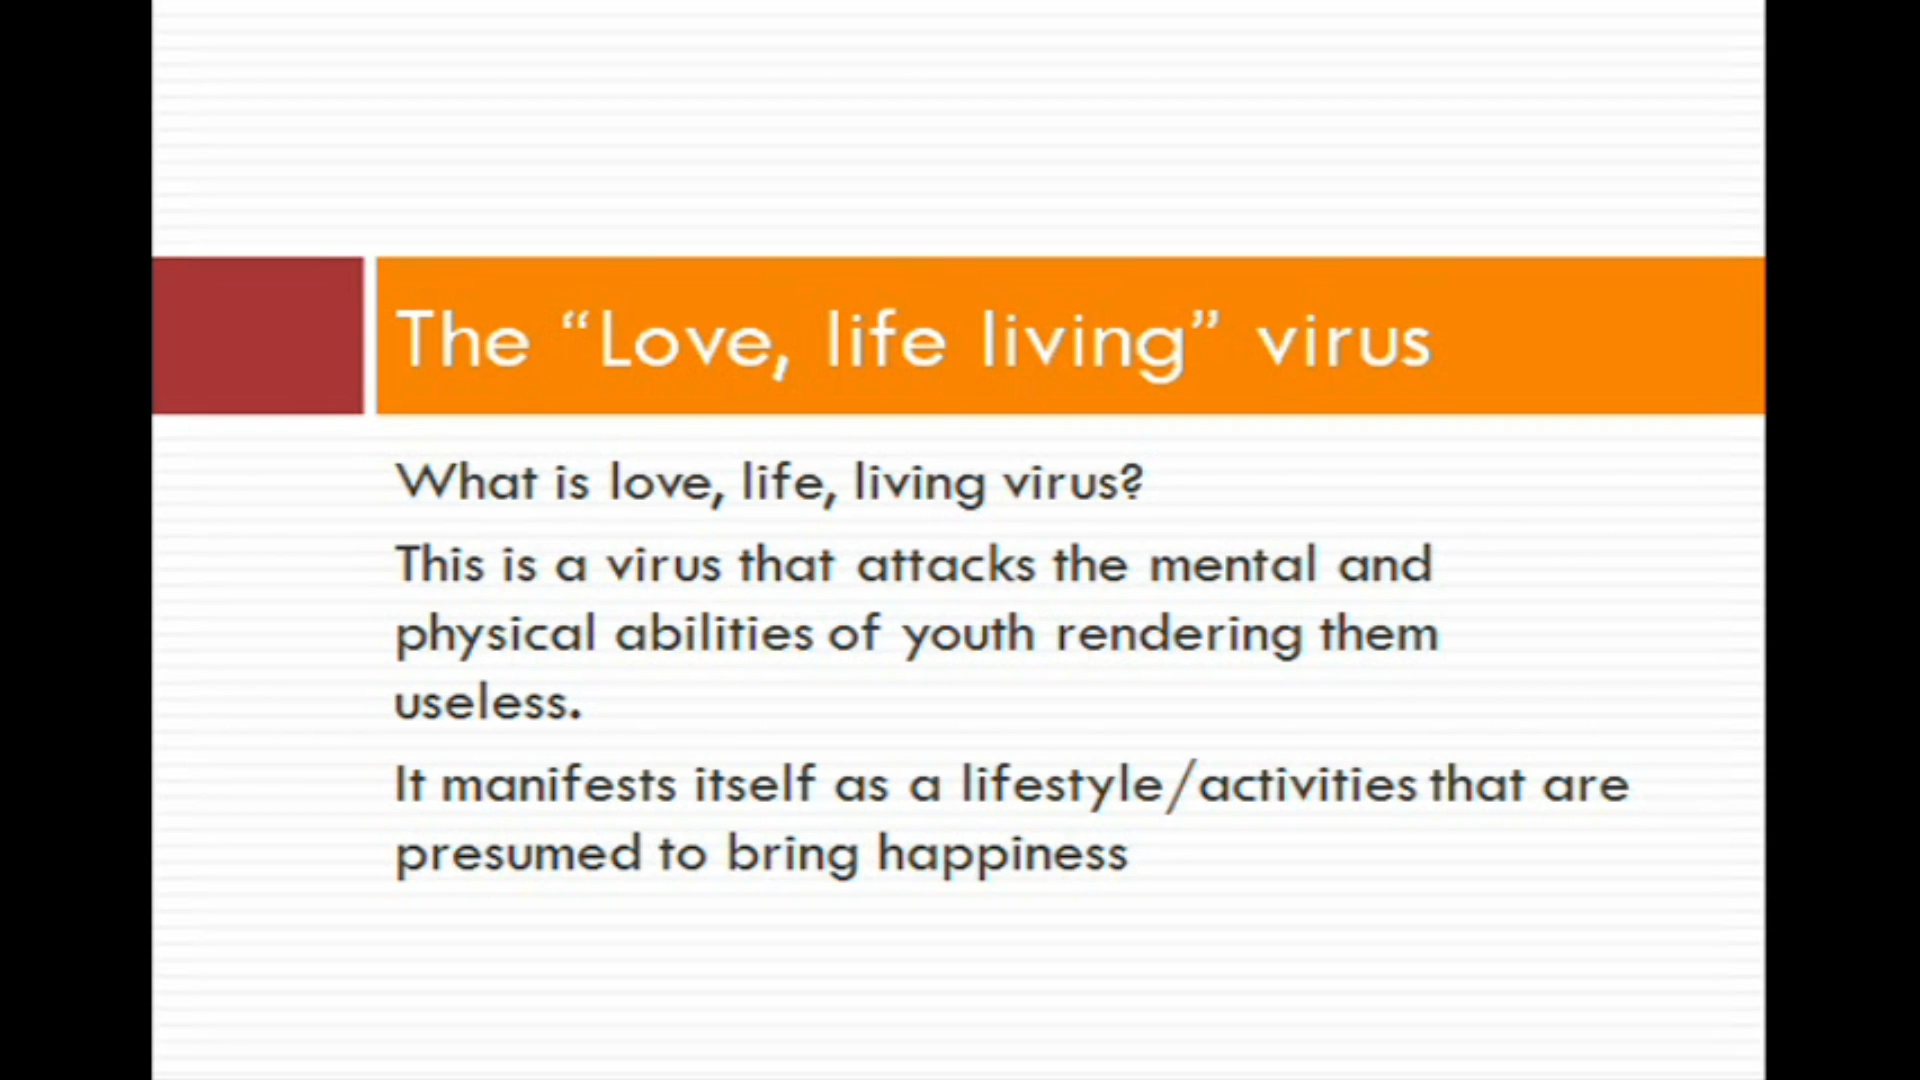 The “Love, life living” virus
What is love, life, living virus?
This is a virus that attacks the mental and
physical abilities of youth rendering them
useless.
It manifests itself as a lifestyle/activities that are
presumed to bring happiness